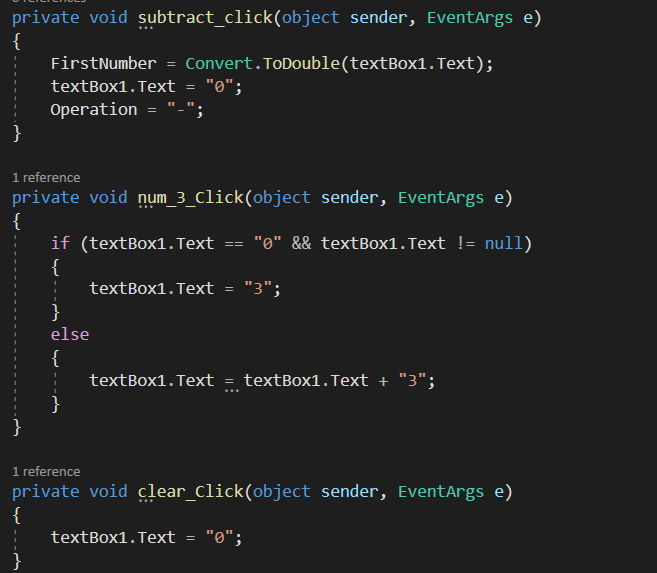 private void subtract_click(object sender, EventArgs e)
{
FirstNumber = Convert.ToDouble(textBox1.Text);
textBox1.Text = "0";
Operation = "-";
}
1 reference
private void num_3_Click(object sender, EventArgs e)
{
if (textBox1.Text == "0" && textBox1.Text != null)
{
textBox1.Text = "3";
}
else
{
textBox1.Text = textBox1.Text + "3";
}
}
1 reference
private void clear_Click(object sender, EventArgs e)
{
textBox1.Text = "0";
}